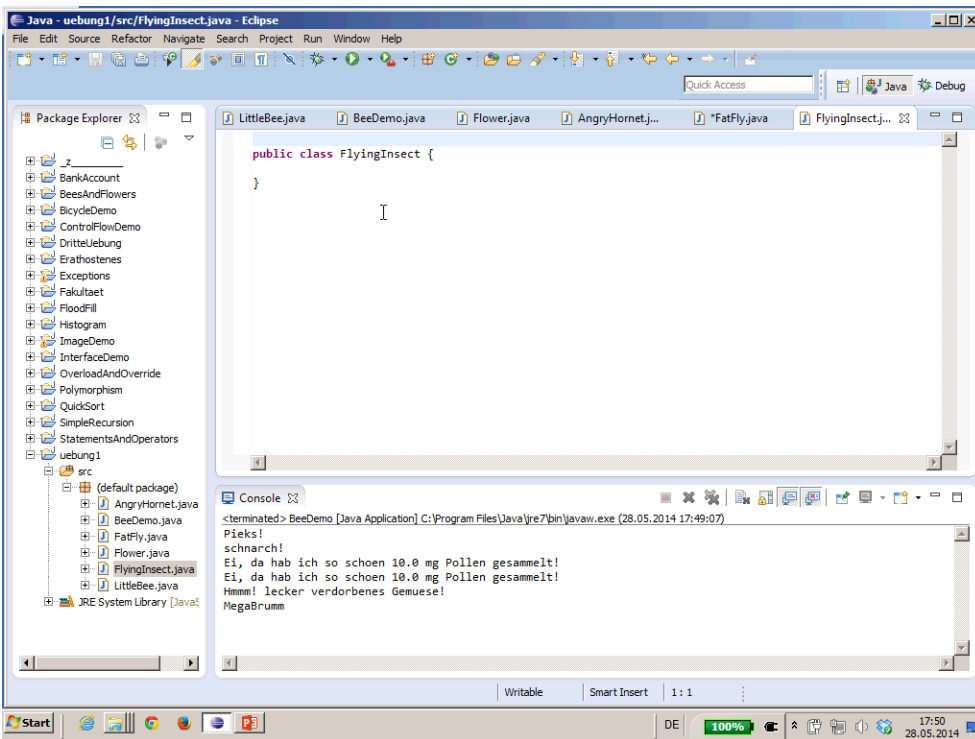 Java - uebung1/src/FlyingInsect.java - Eclipse
File Edit Source Refactor Navigate Search Project Run Window Help
Quick Access
Java
Debug
Package Explorer
_z_________
BankAccount
BeesAndFlowers
BicycleDemo
ControlFlowDemo
DritteUebung
Erathostenes
Exceptions
Fakultaet
FloodFill
Histogram
ImageDemo
InterfaceDemo
OverloadAndOverride
Polymorphism
QuickSort
SimpleRecursion
StatementsAndOperators
uebung1
src
(default package)
AngryHornet.java
BeeDemo.java
FatFly.java
Flower.java
FlyingInsect.java
LittleBee.java
JRE System Library [JavaS
LittleBee.java BeeDemo.java Flower.java AngryHornet.j... *FatFly.java FlyingInsect.j...
public class FlyingInsect {
}
Console
<terminated> BeeDemo [Java Application] C:\Program Files\Java\jre7\bin\javaw.exe (28.05.2014 17:49:07)
Pieks!
schnarch!
Ei, da hab ich so schoen 10.0 mg Pollen gesammelt!
Ei, da hab ich so schoen 10.0 mg Pollen gesammelt!
Hmmm! lecker verdorbenes Gemuese!
MegaBrumm
Writable Smart Insert 1 : 1
Start
DE
100%
17:50
28.05.2014